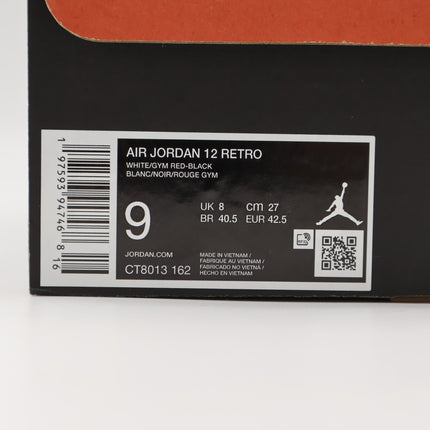 AIR JORDAN 12 RETRO
WHITE/GYM RED-BLACK
BLANC/NOIR/ROUGE GYM
9
UK 8 cm 27
BR 40.5 EUR 42.5
RFID
JORDAN.COM
CT8013 162
MADE IN VIETNAM /
FABRIQUE AU VIETNAM /
FABRICADO NO VIETNÃ /
HECHO EN VIETNAM
1 97593 94746 8 16